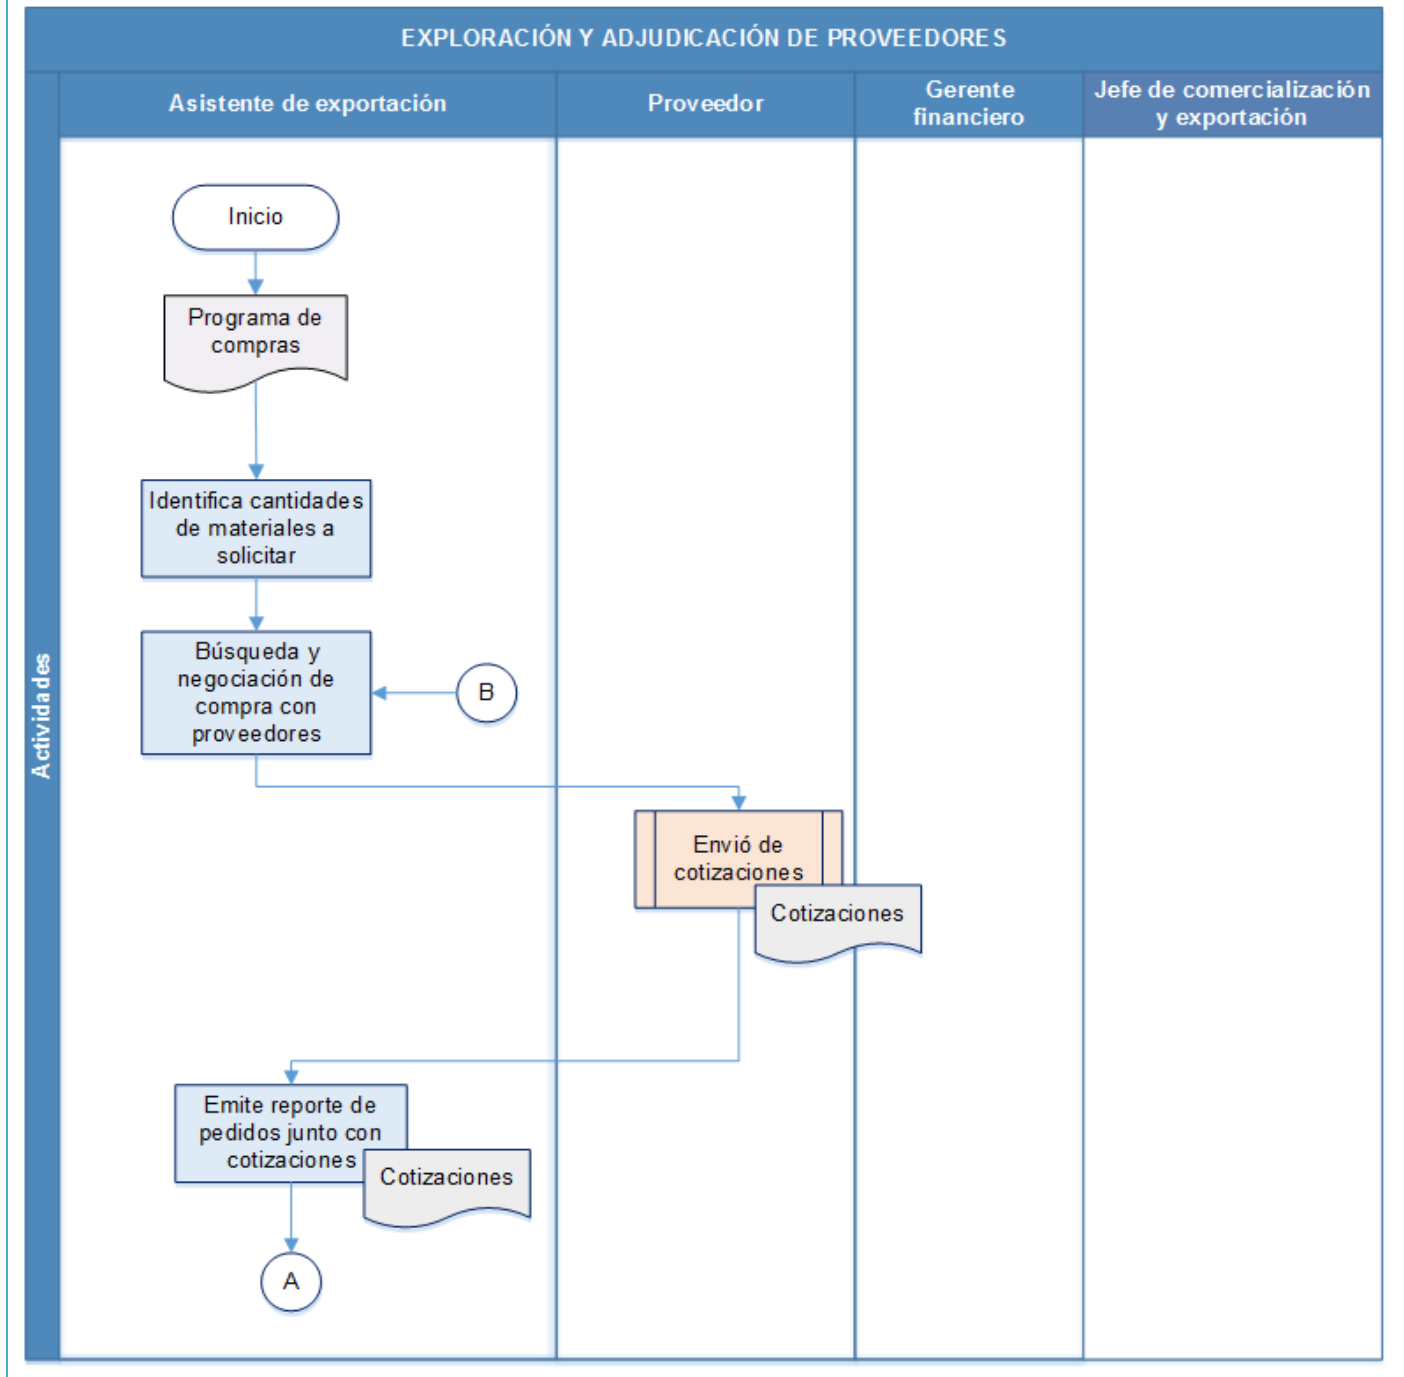 EXPLORACIÓN Y ADJUDICACIÓN DE PROVEEDORES
Asistente de exportación
Proveedor
Gerente
financiero
Jefe de comercialización
y exportación
Actividades
Inicio
Programa de
compras
Identifica cantidades
de materiales a
solicitar
Búsqueda y
negociación de
compra con
proveedores
B
Envió de
cotizaciones
Cotizaciones
Emite reporte de
pedidos junto con
cotizaciones
Cotizaciones
A